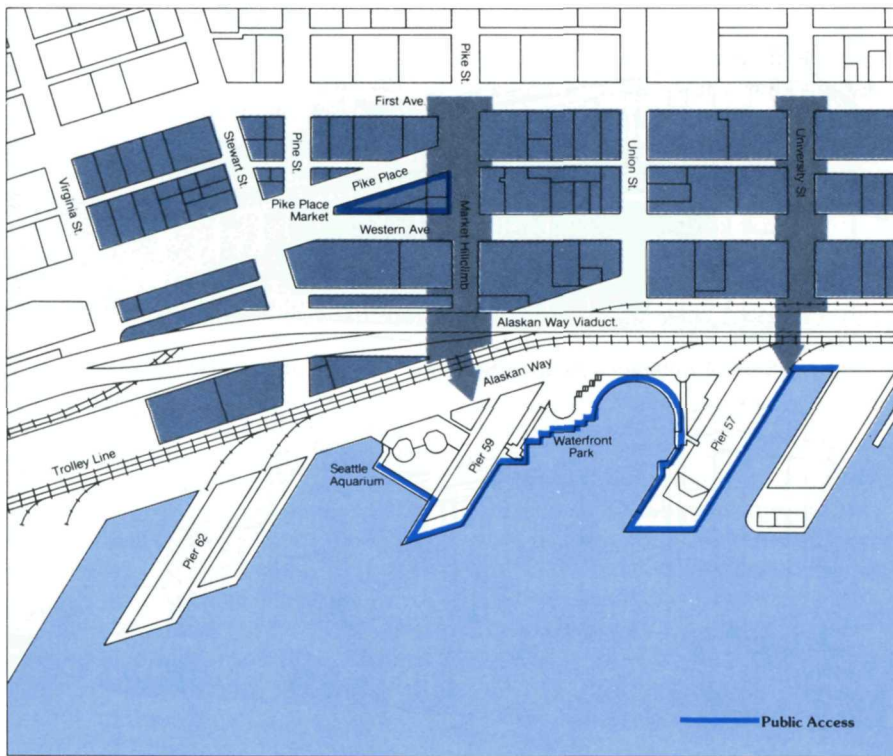 Pike St.
First Ave.
Stewart St.
Pine St.
Union St.
University St
Virginia St.
Pike Place
Pike Place
Market
Western Ave.
Market Hillclimb
Alaskan Way Viaduct.
Alaskan Way
Trolley Line
Seattle
Aquarium
Pier 59
Waterfront
Park
Pier 57
Pier 62
Public Access